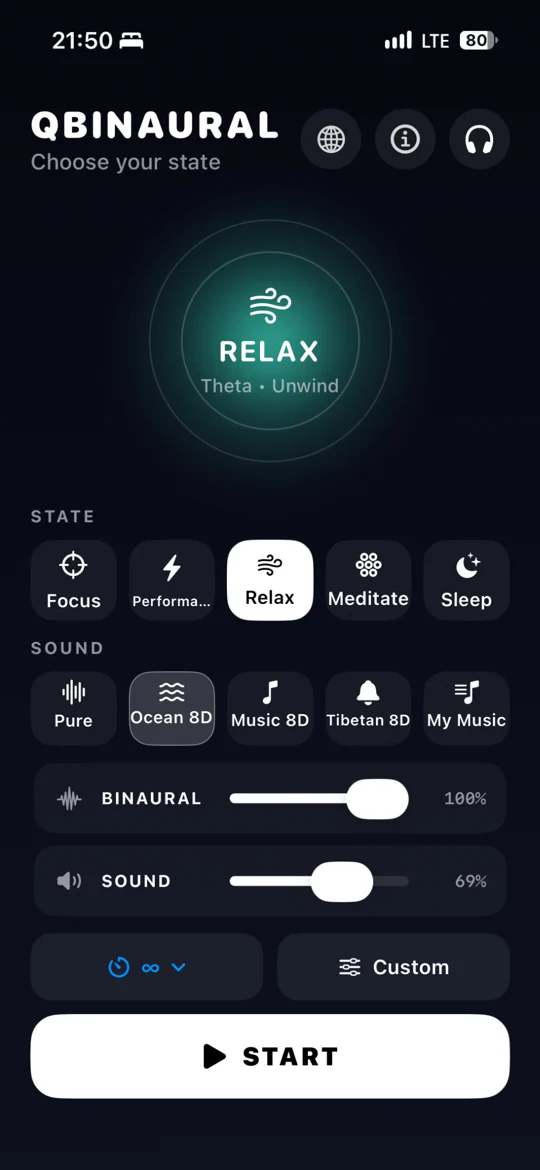 21:50
LTE 80
QBINAURAL
Choose your state
RELAX
Theta • Unwind
STATE
Focus
Performa...
Relax
Meditate
Sleep
SOUND
Pure
Ocean 8D
Music 8D
Tibetan 8D
My Music
BINAURAL 100%
SOUND 69%
∞
Custom
START